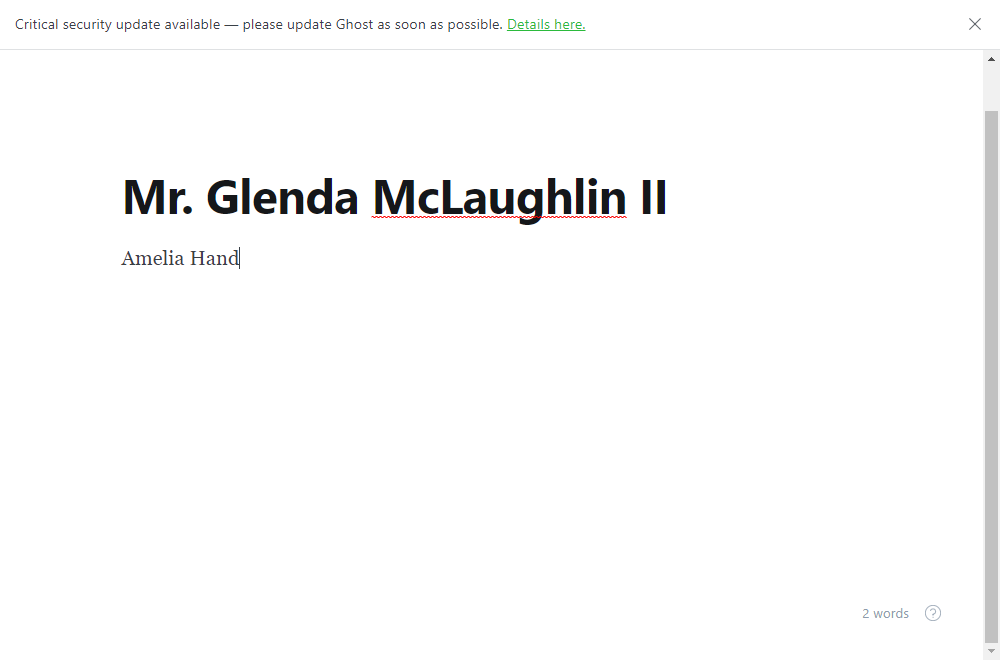 Critical security update available — please update Ghost as soon as possible. Details here.
Mr. Glenda McLaughlin II
Amelia Hand
2 words